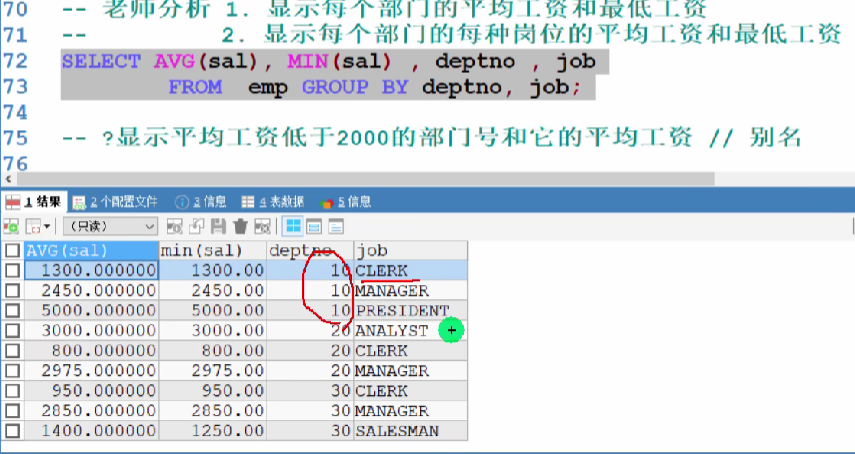 70 -- 老师分析 1. 显示每个部门的平均工资和最低工资
71 -- 2. 显示每个部门的每种岗位的平均工资和最低工资
72 SELECT AVG(sal), MIN(sal) , deptno , job
73 FROM emp GROUP BY deptno, job;
74
75 -- ?显示平均工资低于2000的部门号和它的平均工资 // 别名
76
1 结果 2 个配置文件 3 信息 4 表数据 5 信息
（只读）
AVG(sal) min(sal) deptno job
1300.000000 1300.00 10 CLERK
2450.000000 2450.00 10 MANAGER
5000.000000 5000.00 10 PRESIDENT
3000.000000 3000.00 20 ANALYST
800.000000 800.00 20 CLERK
2975.000000 2975.00 20 MANAGER
950.000000 950.00 30 CLERK
2850.000000 2850.00 30 MANAGER
1400.000000 1250.00 30 SALESMAN